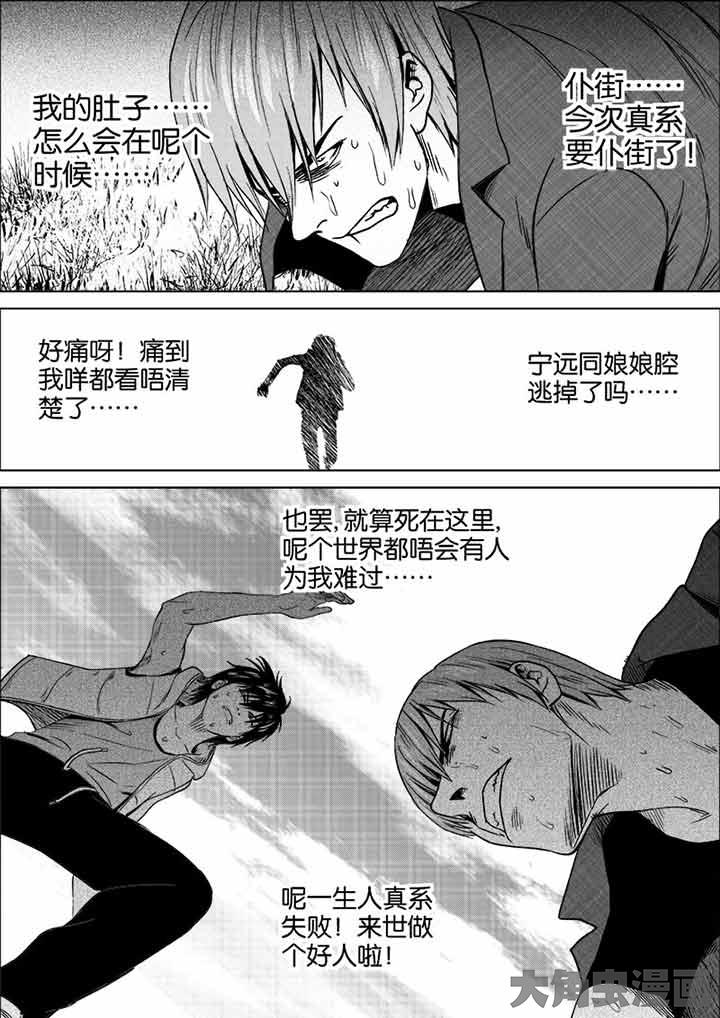 仆街……
今次真系
要仆街了！
我的肚子……
怎么会在呢个
时候……
宁远同娘娘腔
逃掉了吗……
好痛呀！痛到
我咩都看唔清
楚了……
也罢,就算死在这里,
呢个世界都唔会有人
为我难过……
呢一生人真系
失败！来世做
个好人啦！
大角虫漫画